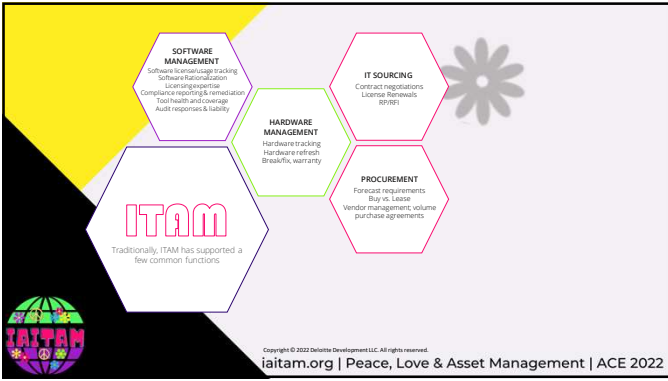 SOFTWARE
MANAGEMENT
Software license/usage tracking
Software Rationalization
Licensing expertise
Compliance reporting & remediation
Tool health and coverage
Audit responses & liability
IT SOURCING
Contract negotiations
License Renewals
RP/RFI
HARDWARE
MANAGEMENT
Hardware tracking
Hardware refresh
Break/fix, warranty
PROCUREMENT
Forecast requirements
Buy vs. Lease
Vendor management; volume
purchase agreements
ITAM
Traditionally, ITAM has supported a
few common functions
IAITAM
Copyright © 2022 Deloitte Development LLC. All rights reserved.
iaitam.org | Peace, Love & Asset Management | ACE 2022